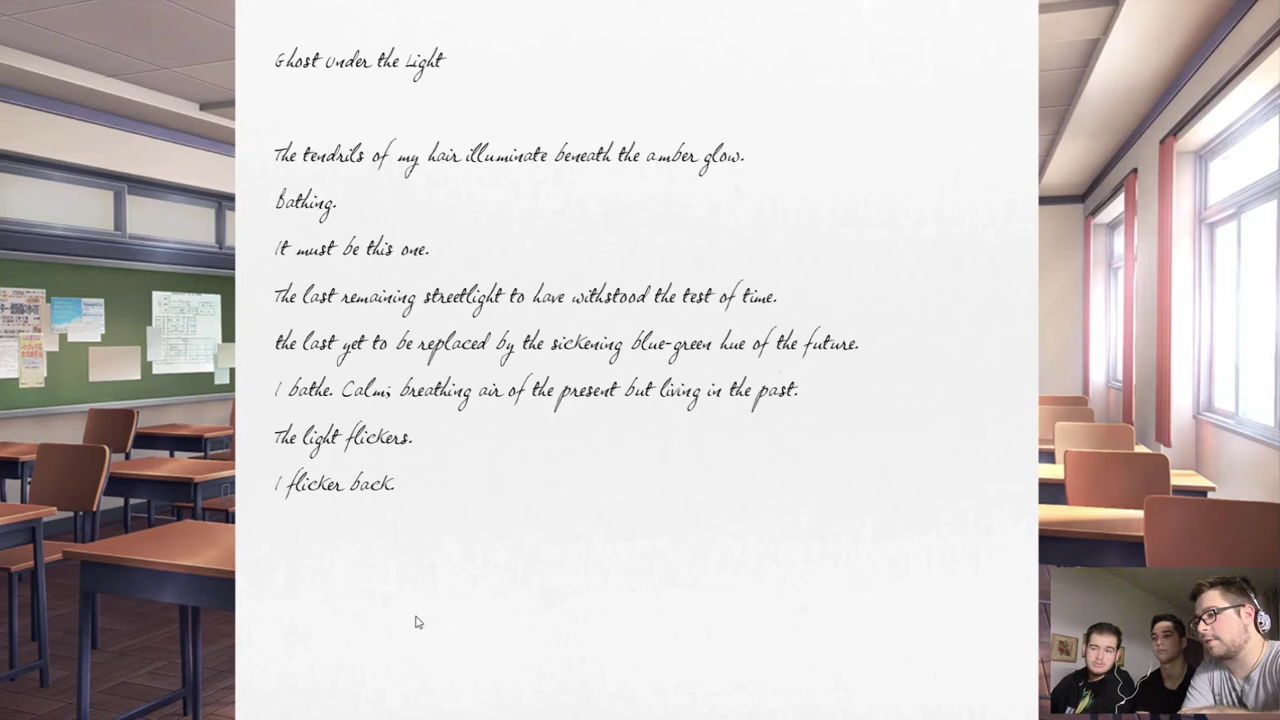 Ghost Under the Light
The tendrils of my hair illuminate beneath the amber glow.
Bathing.
It must be this one.
The last remaining streetlight to have withstood the test of time.
the last yet to be replaced by the sickening blue-green hue of the future.
I bathe. Calm; breathing air of the present but living in the past.
The light flickers.
I flicker back.